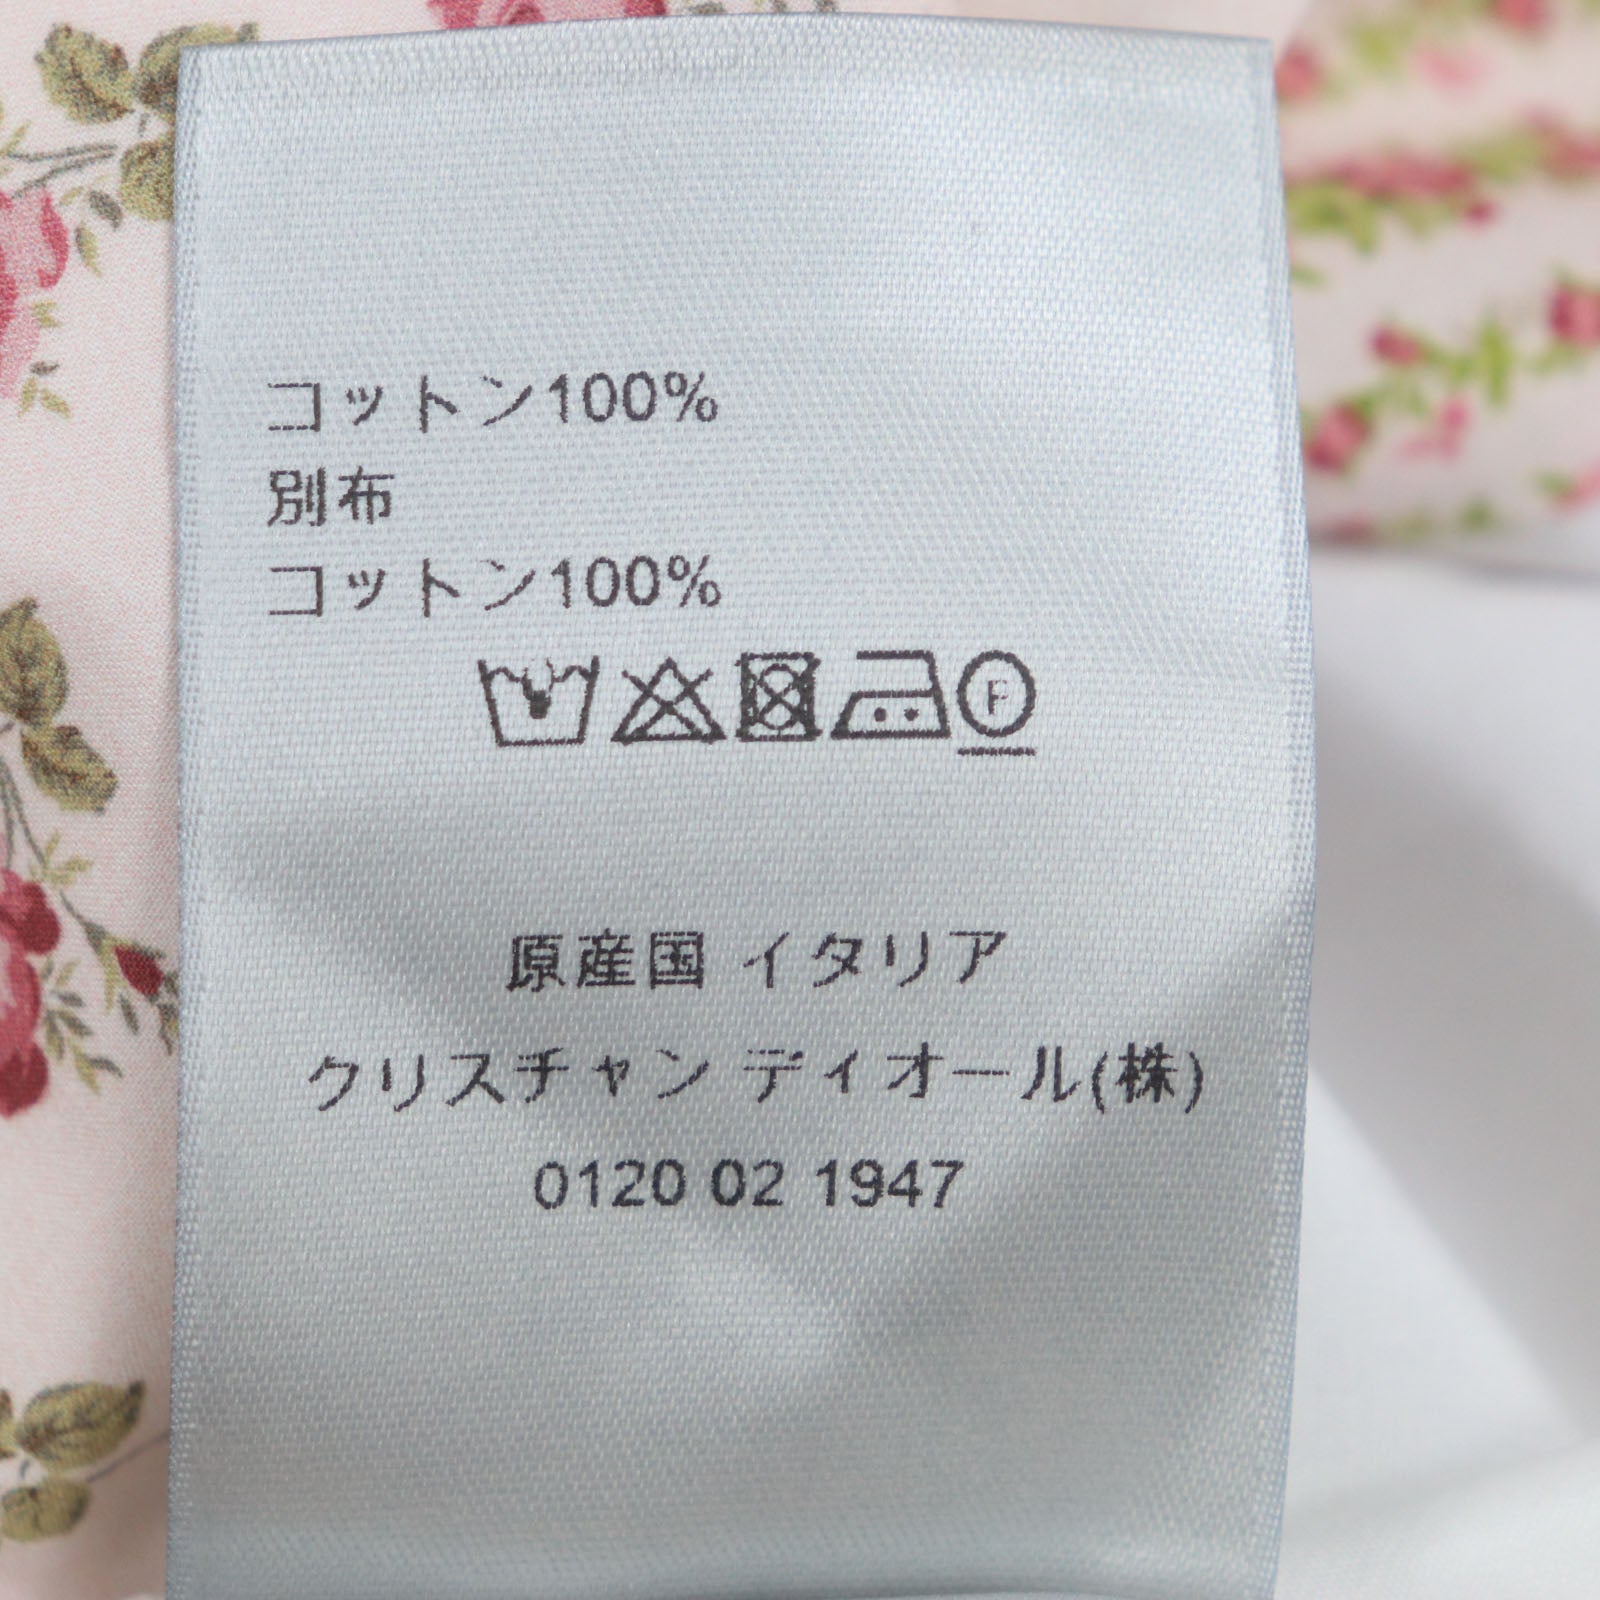 コットン100%
別布
コットン100%
P
原産国 イタリア
クリスチャン ディオール(株)
0120 02 1947